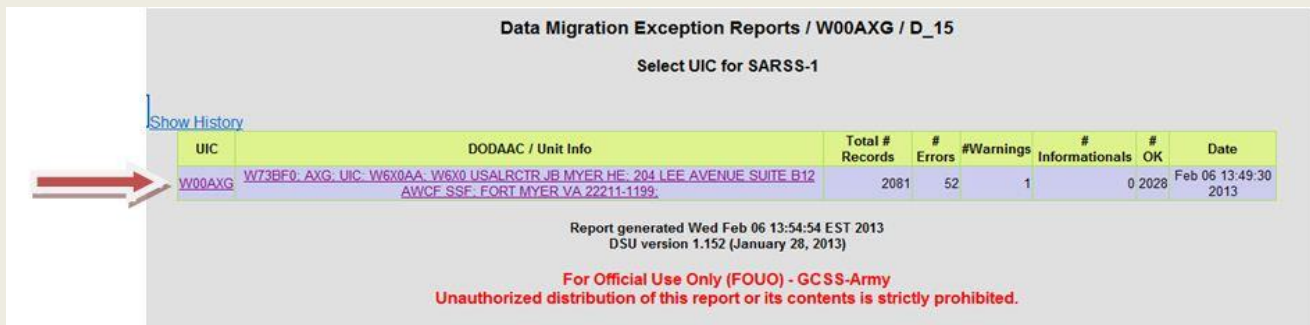 Data Migration Exception Reports / W00AXG / D_15
Select UIC for SARSS-1
Show History
UIC DODAAC / Unit Info Total # Records # Errors #Warnings # Informationals # OK Date
W00AXG W73BF0; AXG; UIC: W6X0AA; W6X0 USALRCTR JB MYER HE; 204 LEE AVENUE SUITE B12 AWCF SSF; FORT MYER VA 22211-1199; 2081 52 1 0 2028 Feb 06 13:49:30 2013
Report generated Wed Feb 06 13:54:54 EST 2013
DSU version 1.152 (January 28, 2013)
For Official Use Only (FOUO) - GCSS-Army
Unauthorized distribution of this report or its contents is strictly prohibited.